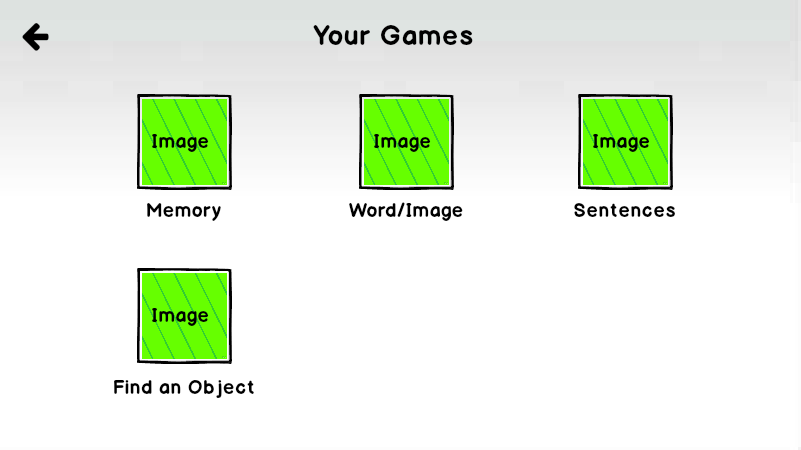 Your Games
Image
Image
Image
Memory
Word/Image
Sentences
Image
Find an Object